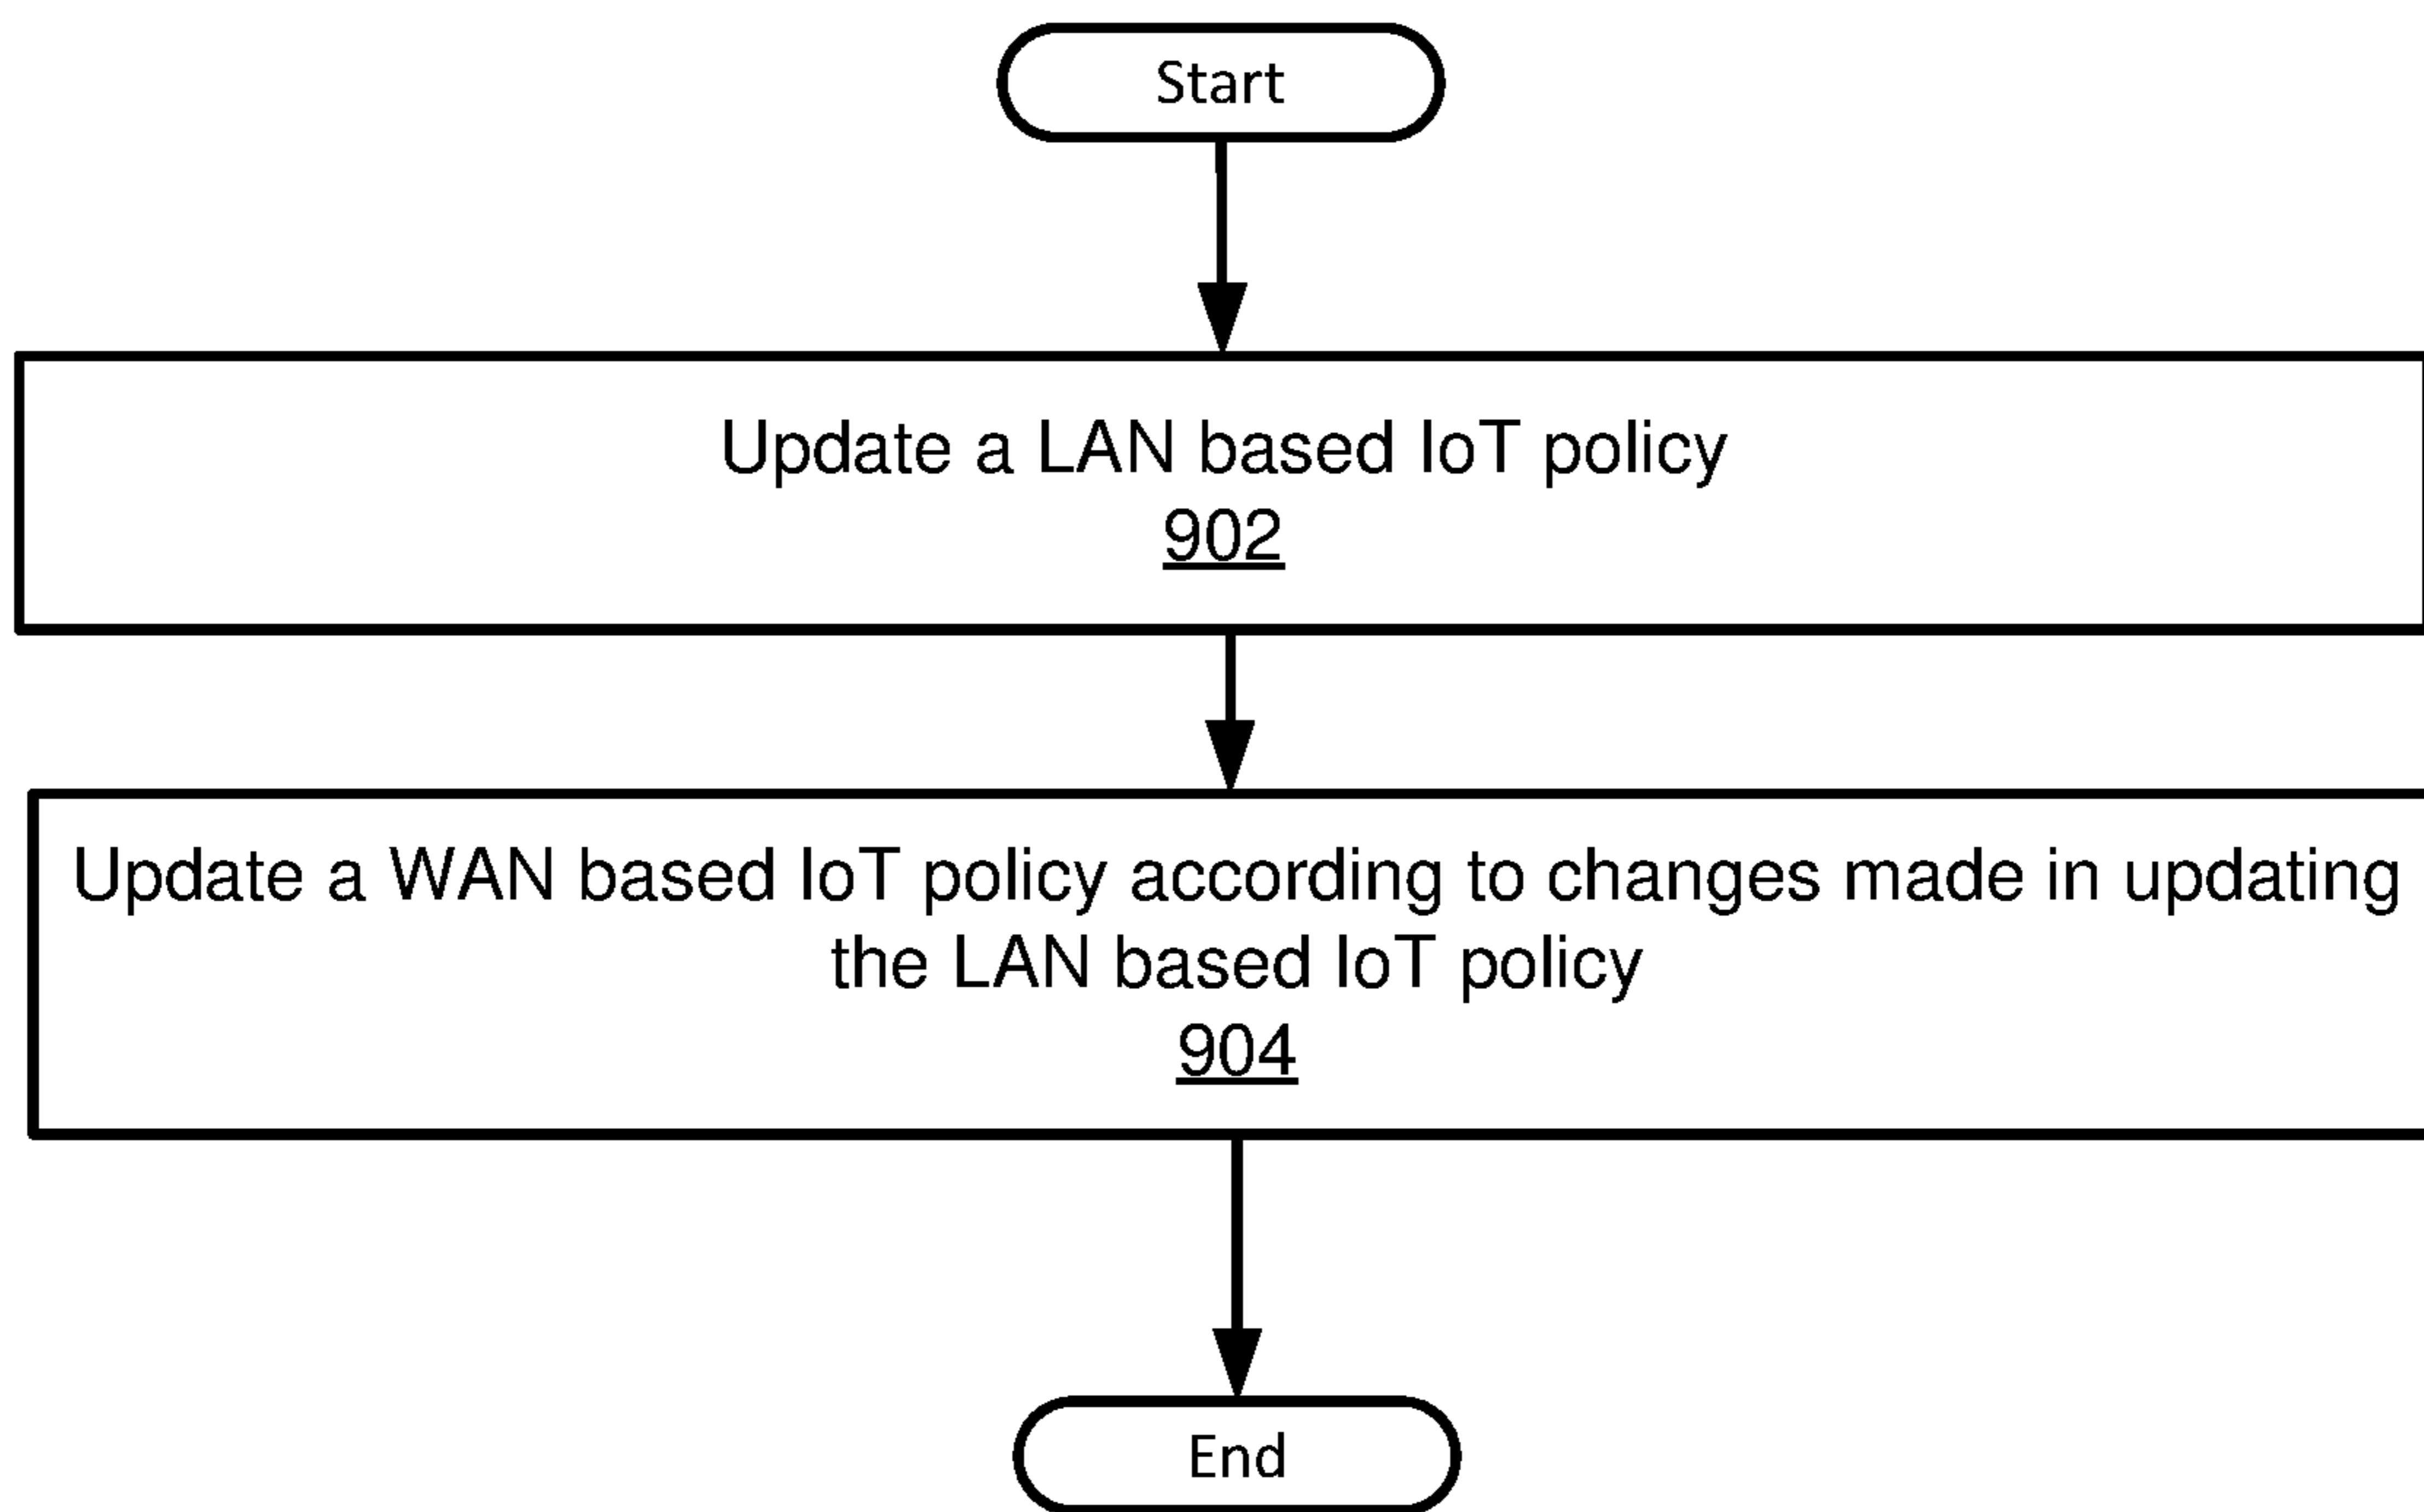 Start
Update a LAN based IoT policy
902
Update a WAN based IoT policy according to changes made in updating
the LAN based IoT policy
904
End